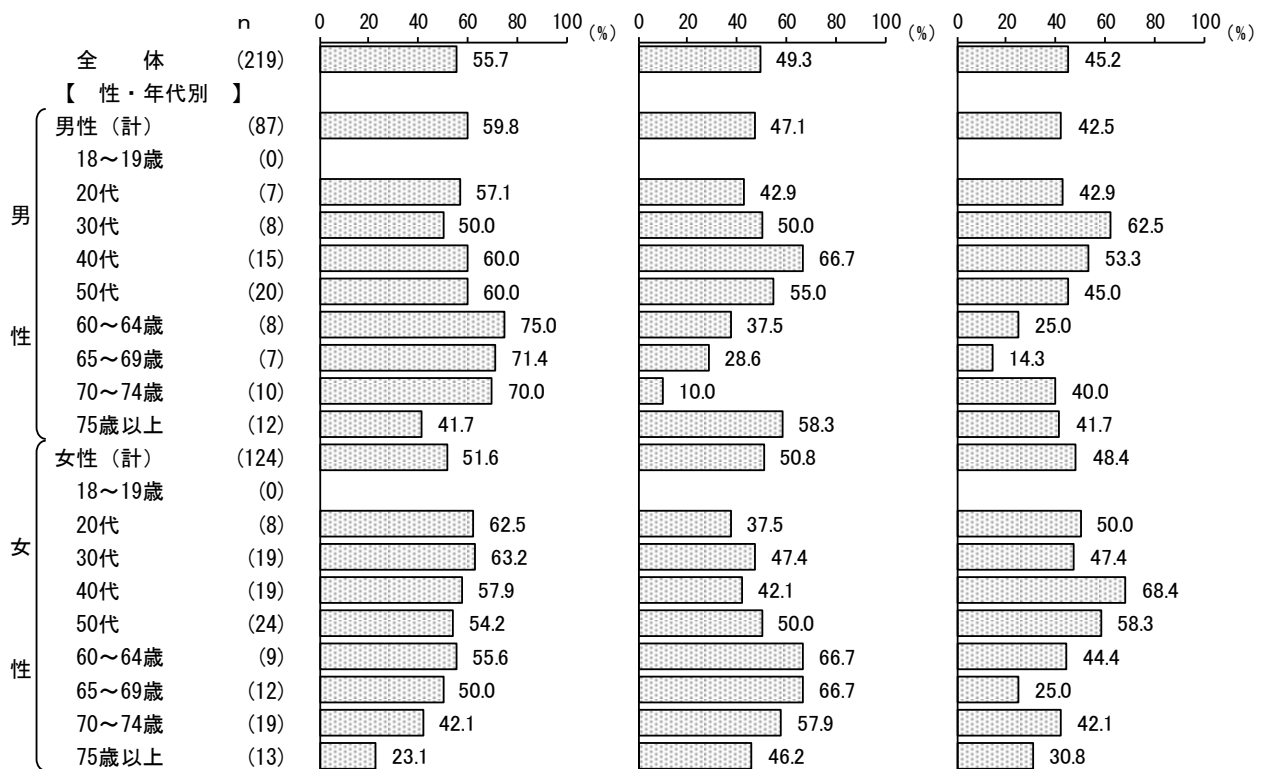 n 0 20 40 60 80 100 (%) 0 20 40 60 80 100 (%) 0 20 40 60 80 100 (%)
全 体 (219) 55.7 49.3 45.2
【 性・年代別 】
男性（計） (87) 59.8 47.1 42.5
18～19歳 (0)
20代 (7) 57.1 42.9 42.9
男
30代 (8) 50.0 50.0 62.5
40代 (15) 60.0 66.7 53.3
50代 (20) 60.0 55.0 45.0
性
60～64歳 (8) 75.0 37.5 25.0
65～69歳 (7) 71.4 28.6 14.3
70～74歳 (10) 70.0 10.0 40.0
75歳以上 (12) 41.7 58.3 41.7
女性（計） (124) 51.6 50.8 48.4
18～19歳 (0)
20代 (8) 62.5 37.5 50.0
女
30代 (19) 63.2 47.4 47.4
40代 (19) 57.9 42.1 68.4
50代 (24) 54.2 50.0 58.3
60～64歳 (9) 55.6 66.7 44.4
性
65～69歳 (12) 50.0 66.7 25.0
70～74歳 (19) 42.1 57.9 42.1
75歳以上 (13) 23.1 46.2 30.8